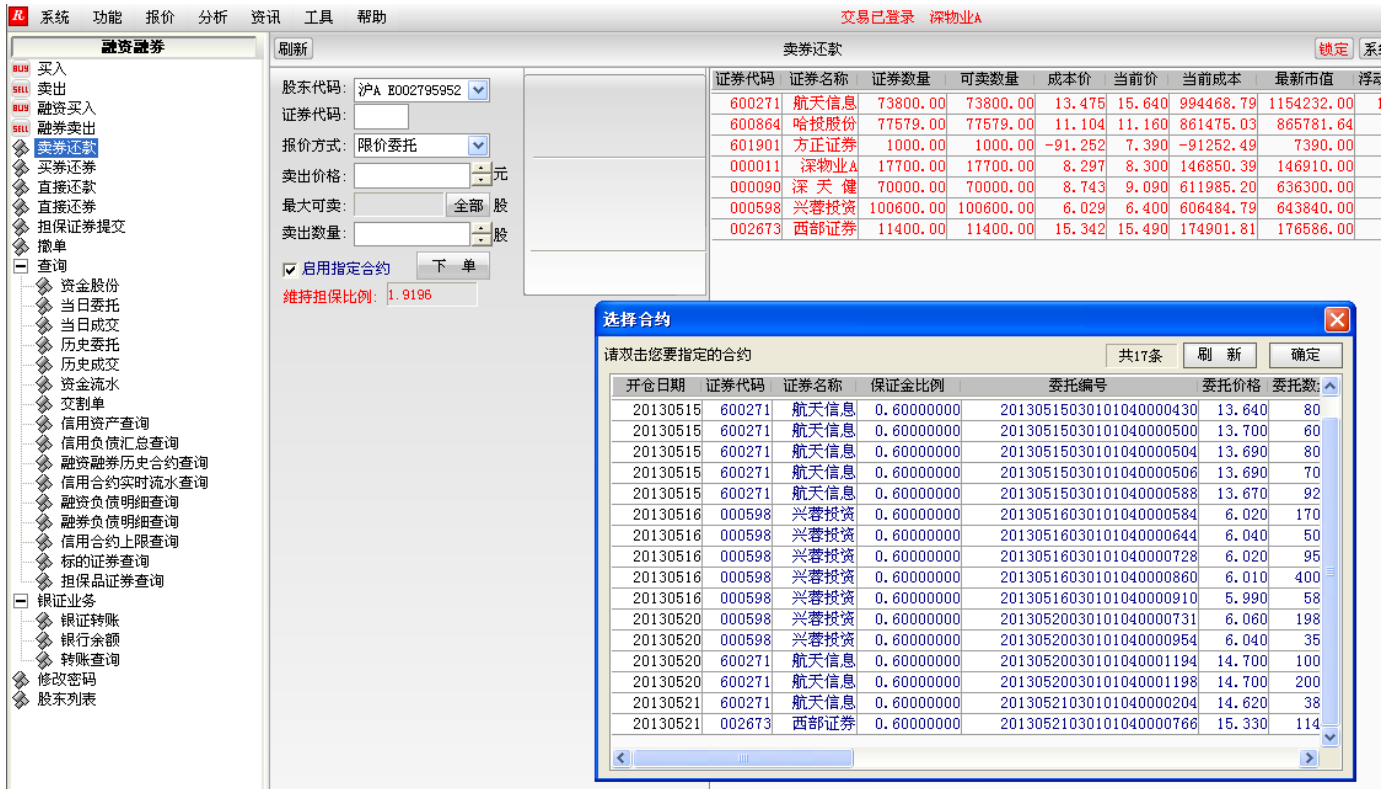 R 系统 功能 报价 分析 资讯 工具 帮助 交易已登录 深物业A
融资融券
BUY 买入
SELL 卖出
BUY 融资买入
SELL 融券卖出
卖券还款
买券还券
直接还款
直接还券
担保证券提交
撤单
查询
资金股份
当日委托
当日成交
历史委托
历史成交
资金流水
交割单
信用资产查询
信用负债汇总查询
融资融券历史合约查询
信用合约实时流水查询
融资负债明细查询
融券负债明细查询
信用合约上限查询
标的证券查询
担保品证券查询
银证业务
银证转账
银行余额
转账查询
修改密码
股东列表
刷新 卖券还款 锁定 系
股东代码: 沪A E002795952
证券代码:
报价方式: 限价委托
卖出价格: 元
最大可卖: 全部 股
卖出数量: 股
启用指定合约 下 单
维持担保比例: 1.9196
证券代码 证券名称 证券数量 可卖数量 成本价 当前价 当前成本 最新市值 浮动
600271 航天信息 73800.00 73800.00 13.475 15.640 994468.79 1154232.00 1
600864 哈投股份 77579.00 77579.00 11.104 11.160 861475.03 865781.64
601901 方正证券 1000.00 1000.00 -91.252 7.390 -91252.49 7390.00
000011 深物业A 17700.00 17700.00 8.297 8.300 146850.39 146910.00
000090 深 天 健 70000.00 70000.00 8.743 9.090 611985.20 636300.00
000598 兴蓉投资 100600.00 100600.00 6.029 6.400 606484.79 643840.00
002673 西部证券 11400.00 11400.00 15.342 15.490 174901.81 176586.00
选择合约
请双击您要指定的合约 共17条 刷 新 确定
开仓日期 证券代码 证券名称 保证金比例 委托编号 委托价格 委托数
20130515 600271 航天信息 0.60000000 20130515030101040000430 13.640 80
20130515 600271 航天信息 0.60000000 20130515030101040000500 13.700 60
20130515 600271 航天信息 0.60000000 20130515030101040000504 13.690 80
20130515 600271 航天信息 0.60000000 20130515030101040000506 13.690 70
20130515 600271 航天信息 0.60000000 20130515030101040000588 13.670 92
20130516 000598 兴蓉投资 0.60000000 20130516030101040000584 6.020 170
20130516 000598 兴蓉投资 0.60000000 20130516030101040000644 6.040 50
20130516 000598 兴蓉投资 0.60000000 20130516030101040000728 6.020 95
20130516 000598 兴蓉投资 0.60000000 20130516030101040000860 6.010 400
20130516 000598 兴蓉投资 0.60000000 20130516030101040000910 5.990 58
20130520 000598 兴蓉投资 0.60000000 20130520030101040000731 6.060 198
20130520 000598 兴蓉投资 0.60000000 20130520030101040000954 6.040 35
20130520 600271 航天信息 0.60000000 20130520030101040001194 14.700 100
20130520 600271 航天信息 0.60000000 20130520030101040001198 14.700 200
20130521 600271 航天信息 0.60000000 20130521030101040000204 14.620 38
20130521 002673 西部证券 0.60000000 20130521030101040000766 15.330 114